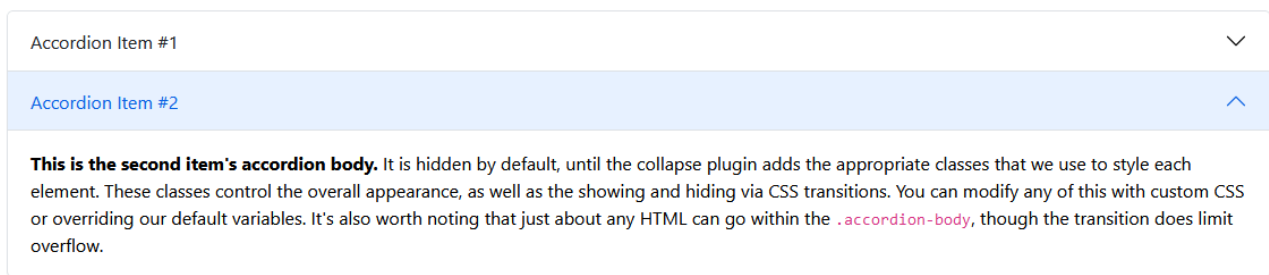 Accordion Item #1
Accordion Item #2
This is the second item's accordion body. It is hidden by default, until the collapse plugin adds the appropriate classes that we use to style each
element. These classes control the overall appearance, as well as the showing and hiding via CSS transitions. You can modify any of this with custom CSS
or overriding our default variables. It's also worth noting that just about any HTML can go within the .accordion-body, though the transition does limit
overflow.